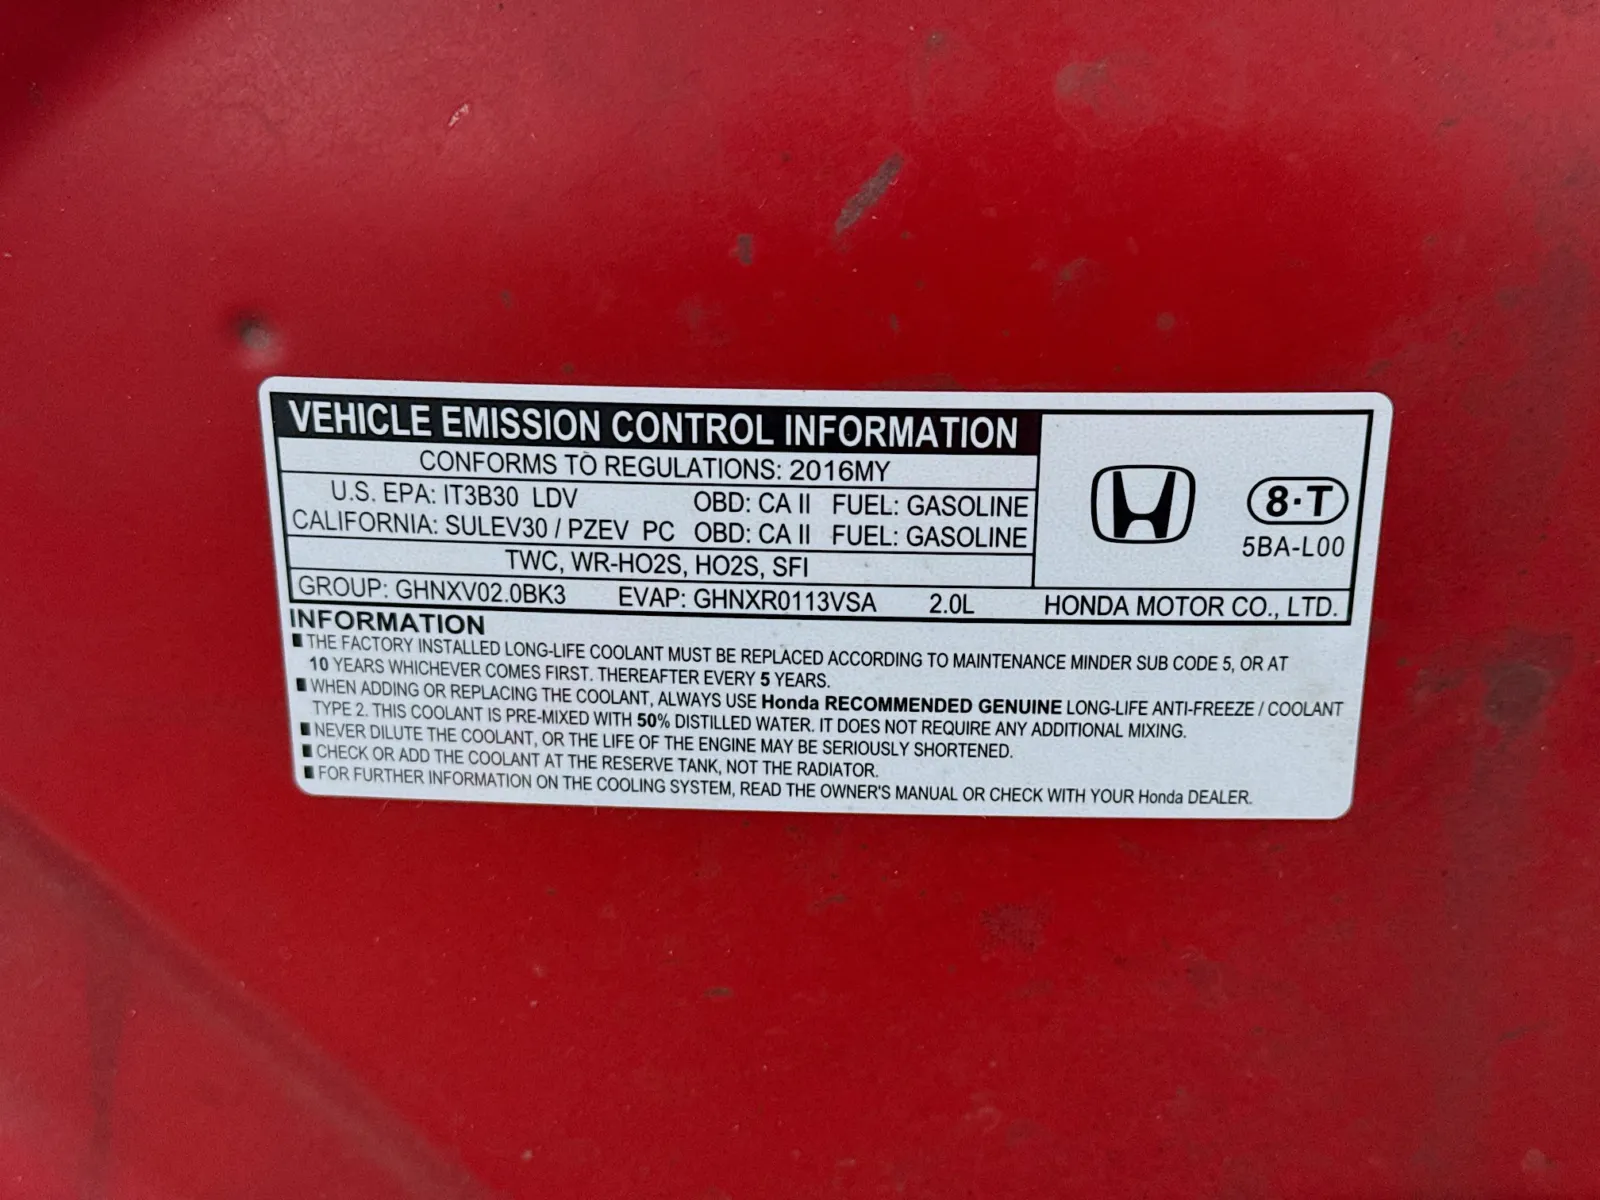 VEHICLE EMISSION CONTROL INFORMATION
CONFORMS TO REGULATIONS: 2016MY
U.S. EPA: IT3B30 LDV OBD: CA II FUEL: GASOLINE
CALIFORNIA: SULEV30 / PZEV PC OBD: CA II FUEL: GASOLINE
8·T
5BA-L00
TWC, WR-HO2S, HO2S, SFI
GROUP: GHNXV02.0BK3 EVAP: GHNXR0113VSA 2.0L HONDA MOTOR CO., LTD.
INFORMATION
■ THE FACTORY INSTALLED LONG-LIFE COOLANT MUST BE REPLACED ACCORDING TO MAINTENANCE MINDER SUB CODE 5, OR AT
10 YEARS WHICHEVER COMES FIRST. THEREAFTER EVERY 5 YEARS.
■ WHEN ADDING OR REPLACING THE COOLANT, ALWAYS USE Honda RECOMMENDED GENUINE LONG-LIFE ANTI-FREEZE / COOLANT
TYPE 2. THIS COOLANT IS PRE-MIXED WITH 50% DISTILLED WATER. IT DOES NOT REQUIRE ANY ADDITIONAL MIXING.
■ NEVER DILUTE THE COOLANT, OR THE LIFE OF THE ENGINE MAY BE SERIOUSLY SHORTENED.
■ CHECK OR ADD THE COOLANT AT THE RESERVE TANK, NOT THE RADIATOR.
■ FOR FURTHER INFORMATION ON THE COOLING SYSTEM, READ THE OWNER'S MANUAL OR CHECK WITH YOUR Honda DEALER.